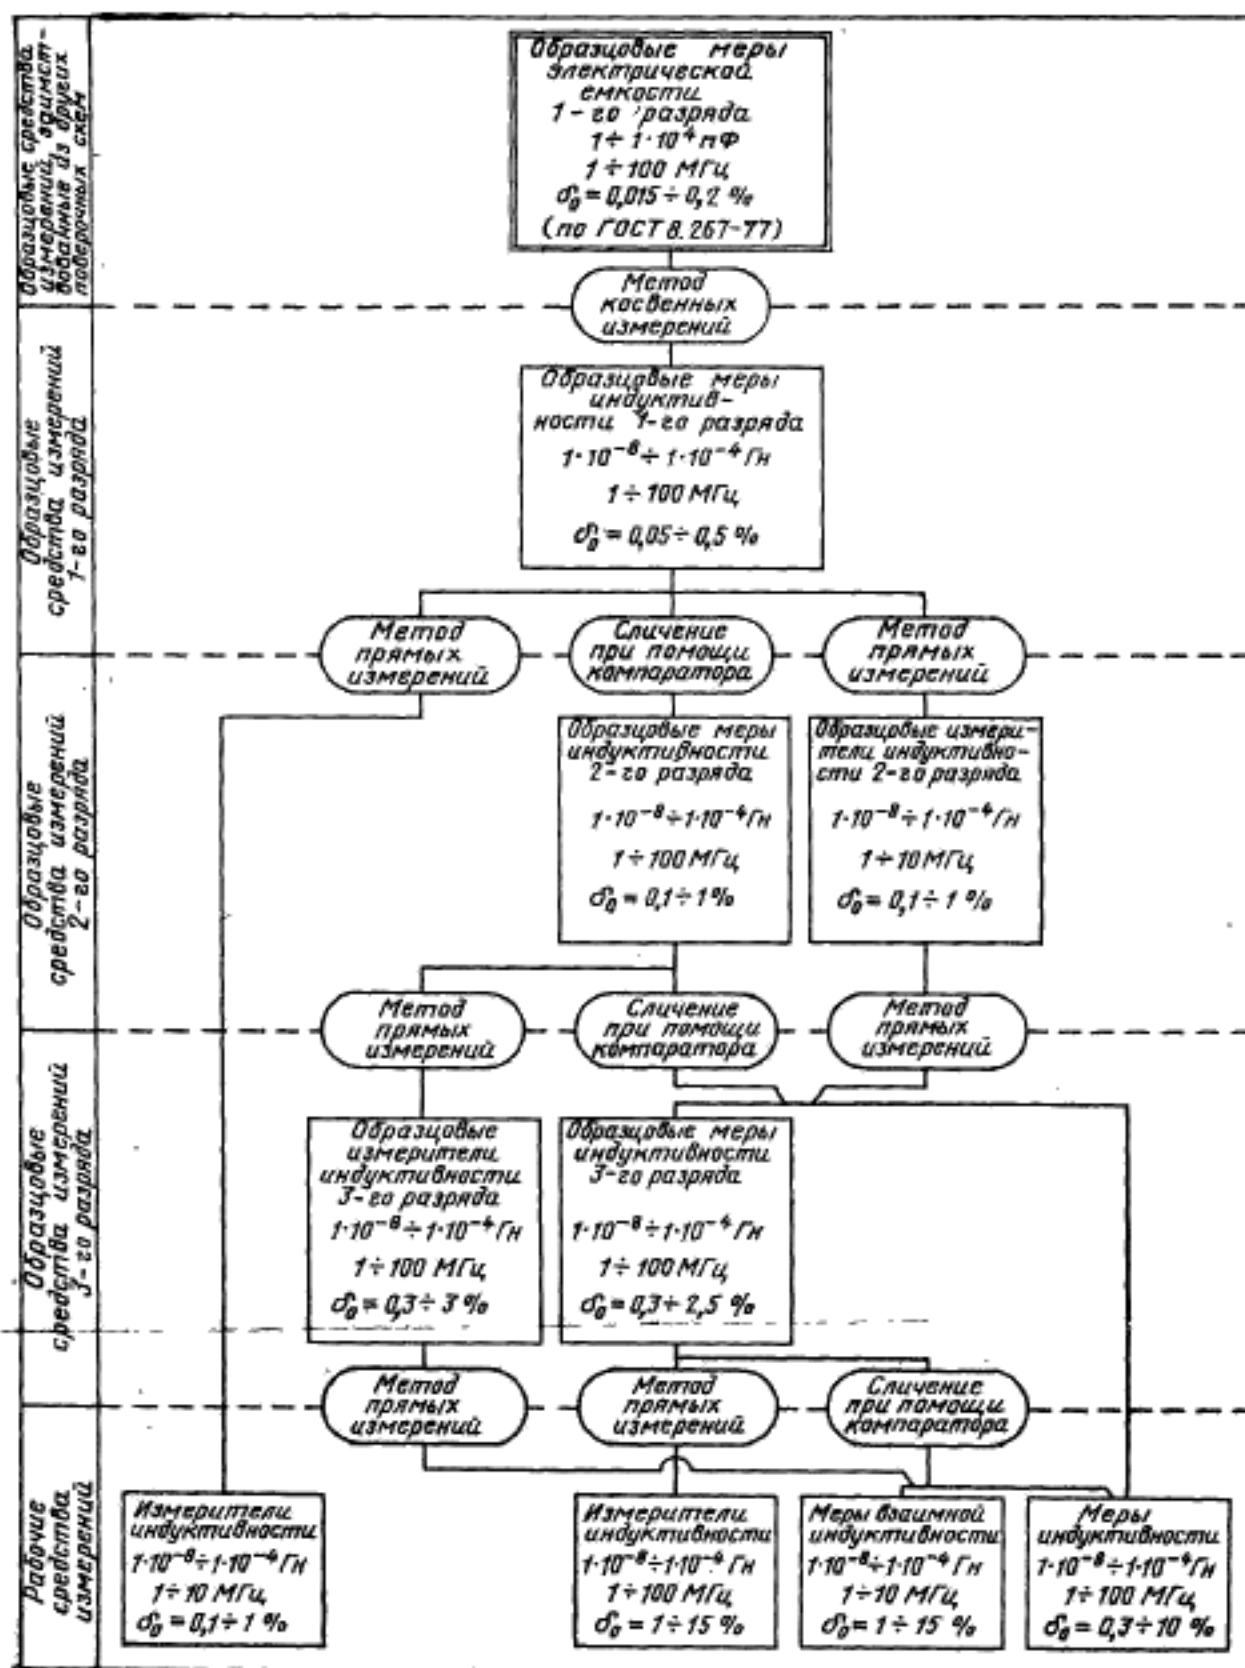 Образцовые средства
измерений, заимст-
вованные из других
поверочных схем
Образцовые меры
электрической
емкости
1-го разряда
1÷1·10⁴ пФ
1÷100 МГц
δ₀ = 0,015÷0,2 %
(по ГОСТ 8.267-77)
Метод
косвенных
измерений
Образцовые
средства измерений
1-го разряда
Образцовые меры
индуктив-
ности 1-го разряда
1·10⁻⁸÷1·10⁻⁴ Гн
1÷100 МГц
δ₀ = 0,05÷0,5 %
Метод
прямых
измерений
Сличение
при помощи
компаратора
Метод
прямых
измерений
Образцовые
средства измерений
2-го разряда
Образцовые меры
индуктивности
2-го разряда
1·10⁻⁸÷1·10⁻⁴ Гн
1÷100 МГц
δ₀ = 0,1÷1 %
Образцовые измери-
тели индуктивно-
сти 2-го разряда
1·10⁻⁸÷1·10⁻⁴ Гн
1÷10 МГц
δ₀ = 0,1÷1 %
Метод
прямых
измерений
Сличение
при помощи
компаратора
Метод
прямых
измерений
Образцовые
средства измерений
3-го разряда
Образцовые
измерители
индуктивности
3-го разряда
1·10⁻⁸÷1·10⁻⁴ Гн
1÷100 МГц
δ₀ = 0,3÷3 %
Образцовые меры
индуктивности
3-го разряда
1·10⁻⁸÷1·10⁻⁴ Гн
1÷100 МГц
δ₀ = 0,3÷2,5 %
Метод
прямых
измерений
Метод
прямых
измерений
Сличение
при помощи
компаратора
Рабочие
средства
измерений
Измерители
индуктивности
1·10⁻⁸÷1·10⁻⁴ Гн
1÷10 МГц
δ₀ = 0,1÷1 %
Измерители
индуктивности
1·10⁻⁸÷1·10⁻⁴ Гн
1÷100 МГц
δ₀ = 1÷15 %
Меры взаимной
индуктивности
1·10⁻⁸÷1·10⁻⁴ Гн
1÷10 МГц
δ₀ = 1÷15 %
Меры
индуктивности
1·10⁻⁸÷1·10⁻⁴ Гн
1÷100 МГц
δ₀ = 0,3÷10 %